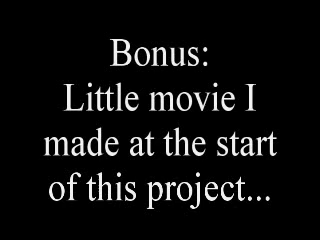 Bonus:
Little movie I
made at the start
of this project...